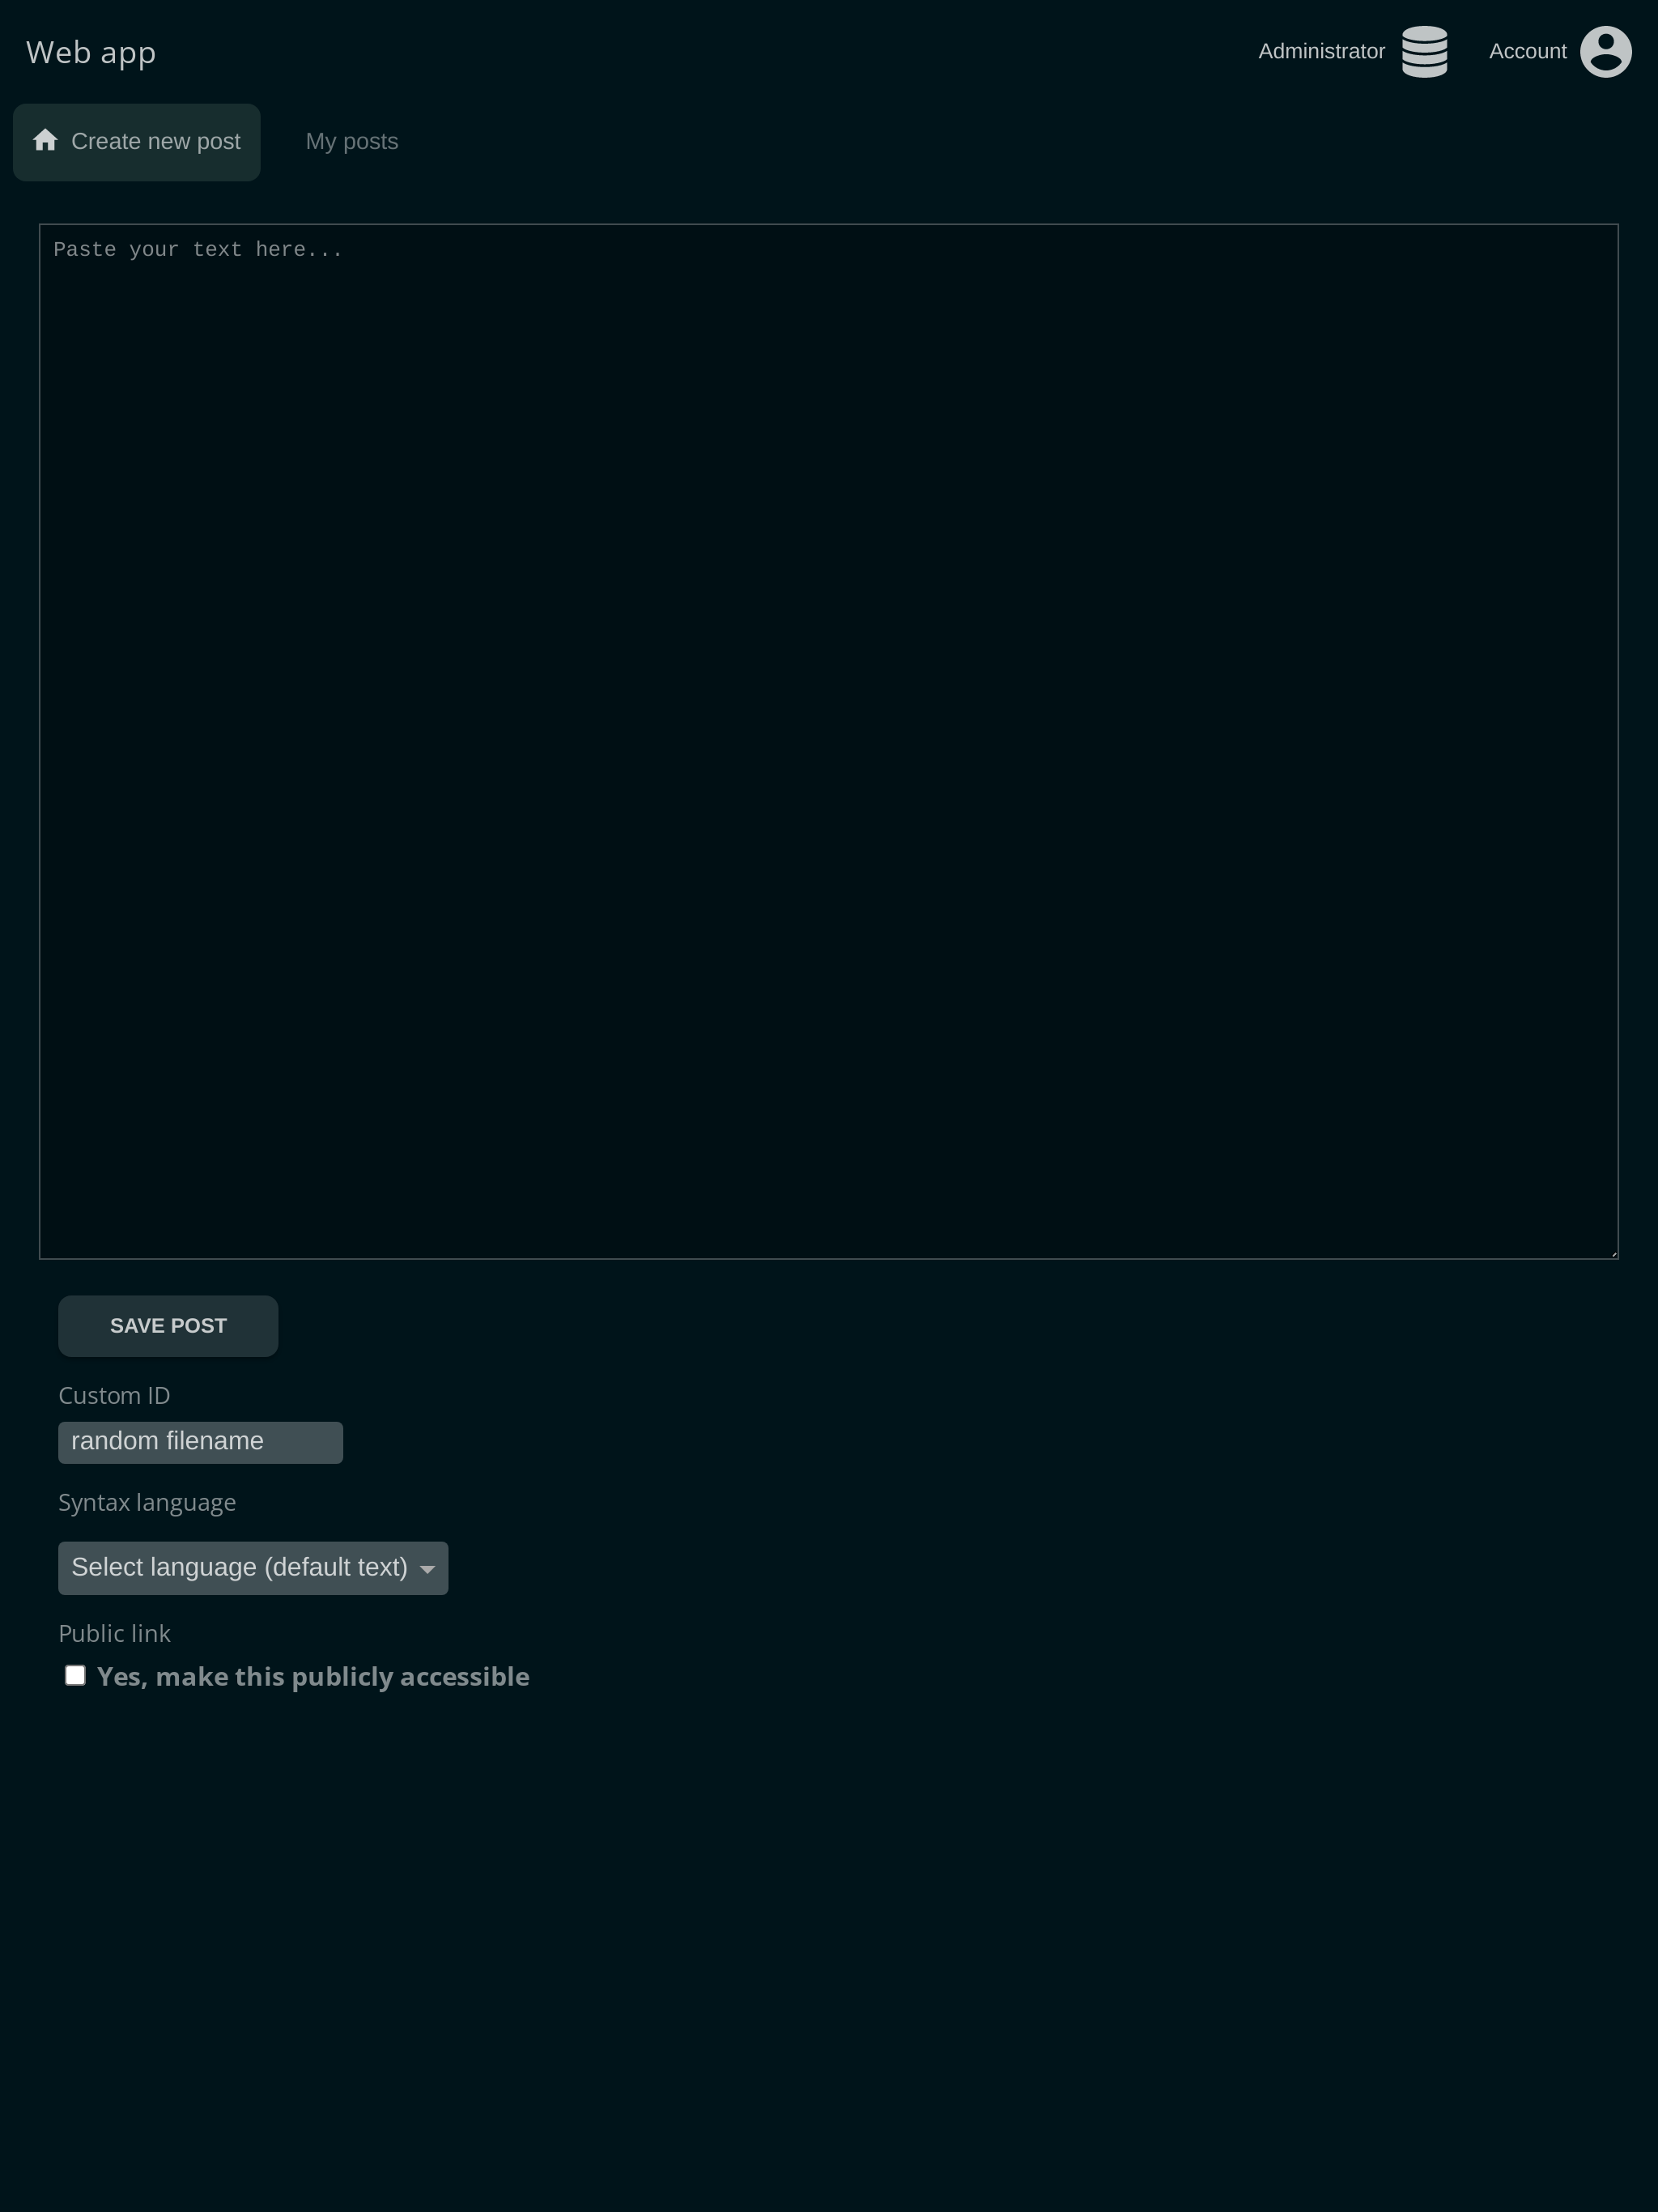 Web app
Administrator
Account
Create new post
My posts
Paste your text here...
SAVE POST
Custom ID
random filename
Syntax language
Select language (default text)
Public link
Yes, make this publicly accessible